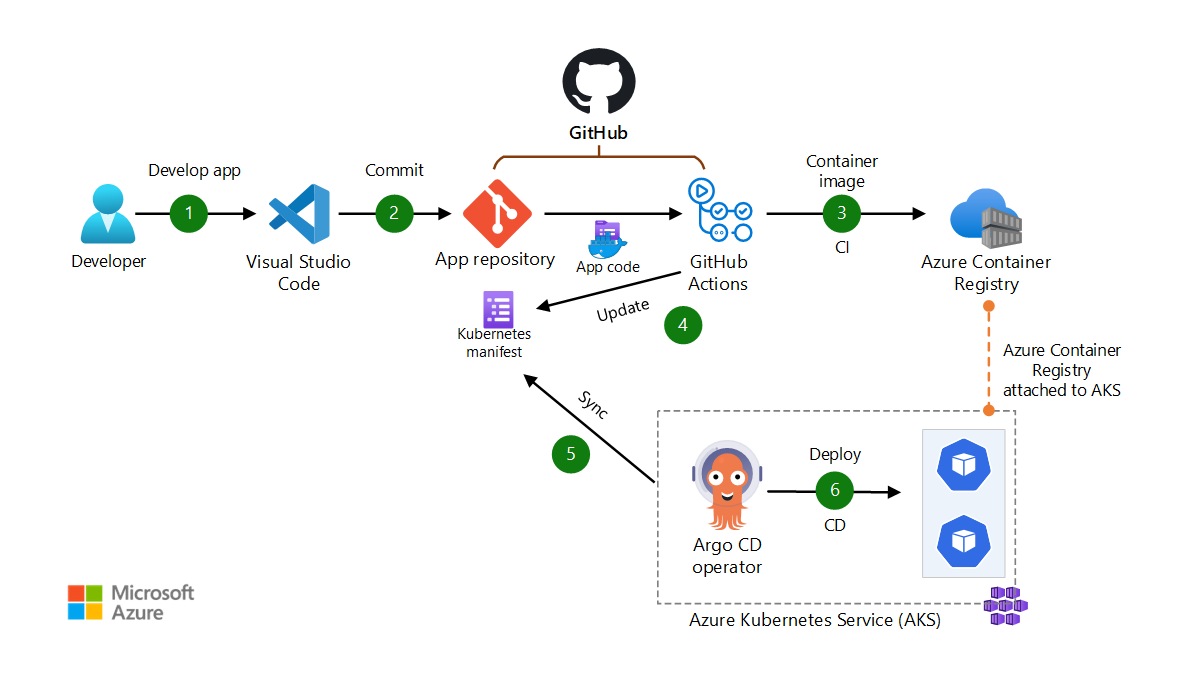 GitHub
Develop app
1
Commit
2
Container
image
3
CI
Developer
Visual Studio
Code
App repository
App code
GitHub
Actions
Azure Container
Registry
Update
4
Kubernetes
manifest
Azure Container
Registry
attached to AKS
Sync
5
Deploy
6
CD
Argo CD
operator
Azure Kubernetes Service (AKS)
Microsoft
Azure